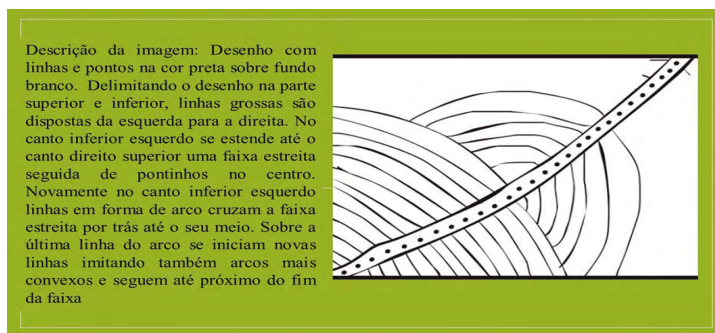 Descrição da imagem: Desenho com
linhas e pontos na cor preta sobre fundo
branco. Delimitando o desenho na parte
superior e inferior, linhas grossas são
dispostas da esquerda para a direita. No
canto inferior esquerdo se estende até o
canto direito superior uma faixa estreita
seguida de pontinhos no centro.
Novamente no canto inferior esquerdo
linhas em forma de arco cruzam a faixa
estreita por trás até o seu meio. Sobre a
última linha do arco se iniciam novas
linhas imitando também arcos mais
convexos e seguem até próximo do fim
da faixa